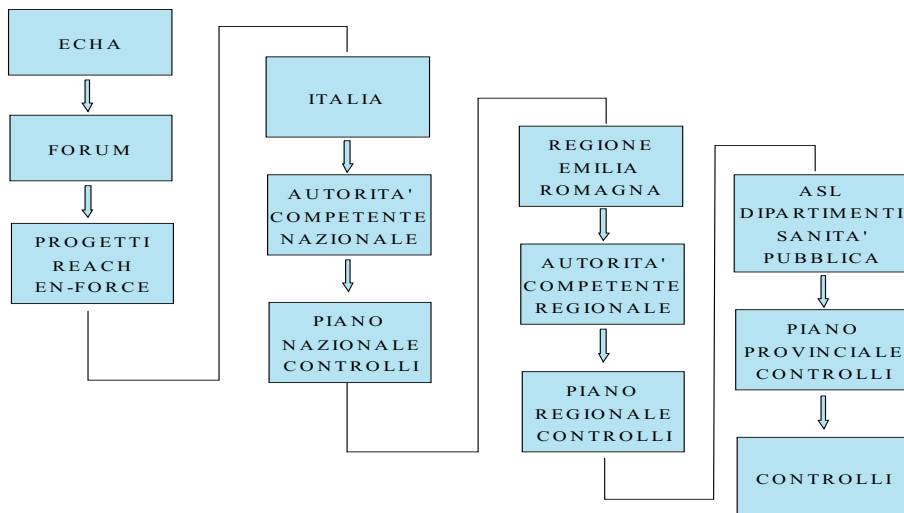 ECHA
FORUM
PROGETTI
REACH
EN-FORCE
ITALIA
AUTORITA'
COMPETENTE
NAZIONALE
PIANO
NAZIONALE
CONTROLLI
REGIONE
EMILIA
ROMAGNA
AUTORITA'
COMPETENTE
REGIONALE
PIANO
REGIONALE
CONTROLLI
ASL
DIPARTIMENTI
SANITA'
PUBBLICA
PIANO
PROVINCIALE
CONTROLLI
CONTROLLI